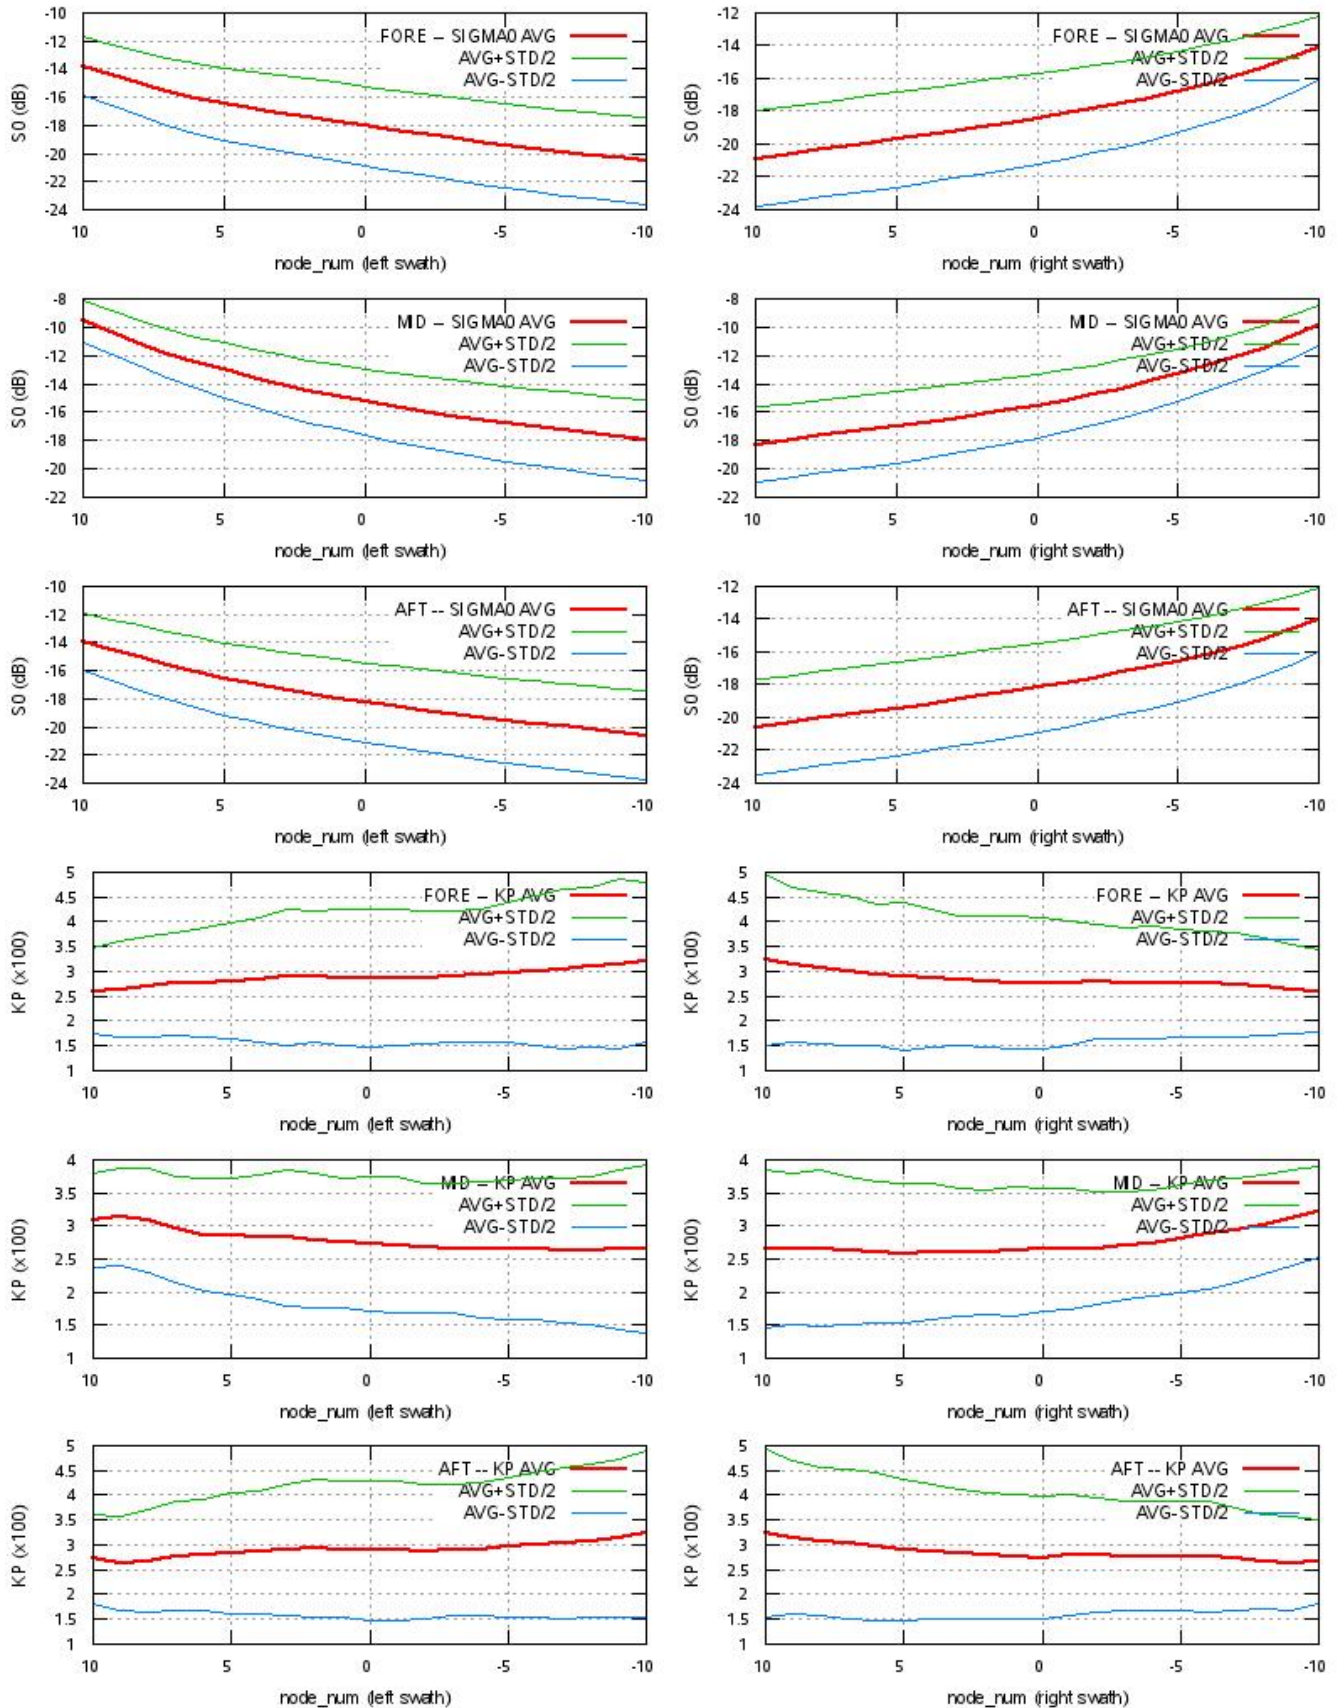 -10
-12
-14
-16
-18
-20
-22
-24
S0 (dB)
FORE -- SIGMA0 AVG
AVG+STD/2
AVG-STD/2
10 5 0 -5 -10
node_num (left swath)
-12
-14
-16
-18
-20
-22
-24
S0 (dB)
FORE -- SIGMA0 AVG
AVG+STD/2
AVG-STD/2
10 5 0 -5 -10
node_num (right swath)
-8
-10
-12
-14
-16
-18
-20
-22
S0 (dB)
MID -- SIGMA0 AVG
AVG+STD/2
AVG-STD/2
10 5 0 -5 -10
node_num (left swath)
-8
-10
-12
-14
-16
-18
-20
-22
S0 (dB)
MID -- SIGMA0 AVG
AVG+STD/2
AVG-STD/2
10 5 0 -5 -10
node_num (right swath)
-10
-12
-14
-16
-18
-20
-22
-24
S0 (dB)
AFT -- SIGMA0 AVG
AVG+STD/2
AVG-STD/2
10 5 0 -5 -10
node_num (left swath)
-12
-14
-16
-18
-20
-22
-24
S0 (dB)
AFT -- SIGMA0 AVG
AVG+STD/2
AVG-STD/2
10 5 0 -5 -10
node_num (right swath)
5
4.5
4
3.5
3
2.5
2
1.5
1
KP (x100)
FORE -- KP AVG
AVG+STD/2
AVG-STD/2
10 5 0 -5 -10
node_num (left swath)
5
4.5
4
3.5
3
2.5
2
1.5
1
KP (x100)
FORE -- KP AVG
AVG+STD/2
AVG-STD/2
10 5 0 -5 -10
node_num (right swath)
4
3.5
3
2.5
2
1.5
1
KP (x100)
MID -- KP AVG
AVG+STD/2
AVG-STD/2
10 5 0 -5 -10
node_num (left swath)
4
3.5
3
2.5
2
1.5
1
KP (x100)
MID -- KP AVG
AVG+STD/2
AVG-STD/2
10 5 0 -5 -10
node_num (right swath)
5
4.5
4
3.5
3
2.5
2
1.5
1
KP (x100)
AFT -- KP AVG
AVG+STD/2
AVG-STD/2
10 5 0 -5 -10
node_num (left swath)
5
4.5
4
3.5
3
2.5
2
1.5
1
KP (x100)
AFT -- KP AVG
AVG+STD/2
AVG-STD/2
10 5 0 -5 -10
node_num (right swath)